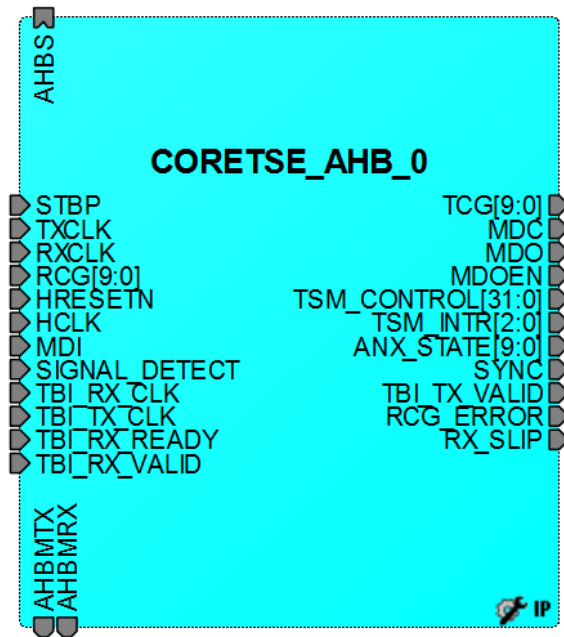 AHBS
CORETSE_AHB_0
STBP
TXCLK
RXCLK
RCG[9:0]
HRESETN
HCLK
MDI
SIGNAL_DETECT
TBI_RX_CLK
TBI_TX_CLK
TBI_RX_READY
TBI_RX_VALID
TCG[9:0]
MDC
MDO
MDOEN
TSM_CONTROL[31:0]
TSM_INTR[2:0]
ANX_STATE[9:0]
SYNC
TBI_TX_VALID
RCG_ERROR
RX_SLIP
AHBMTX
AHBMRX
IP